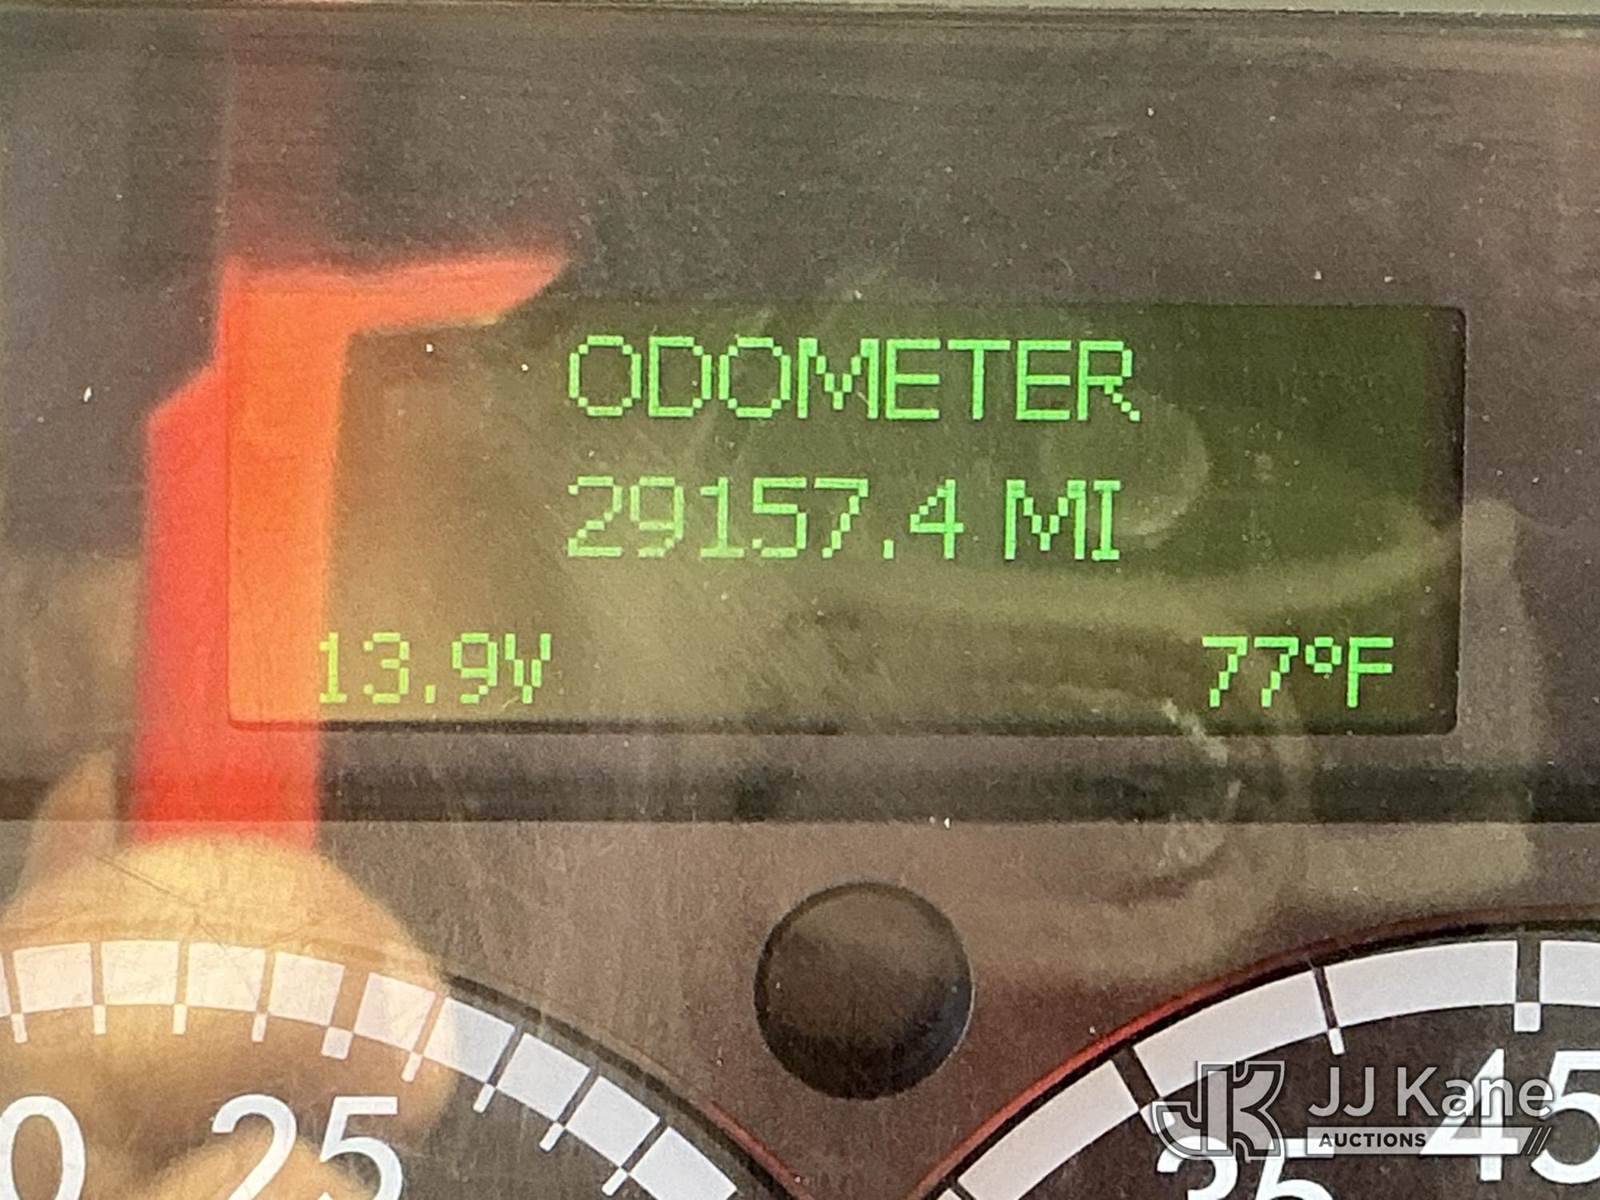 ODOMETER
29157.4 MI
13.9V 77°F
25
45
35
JJ Kane
AUCTIONS